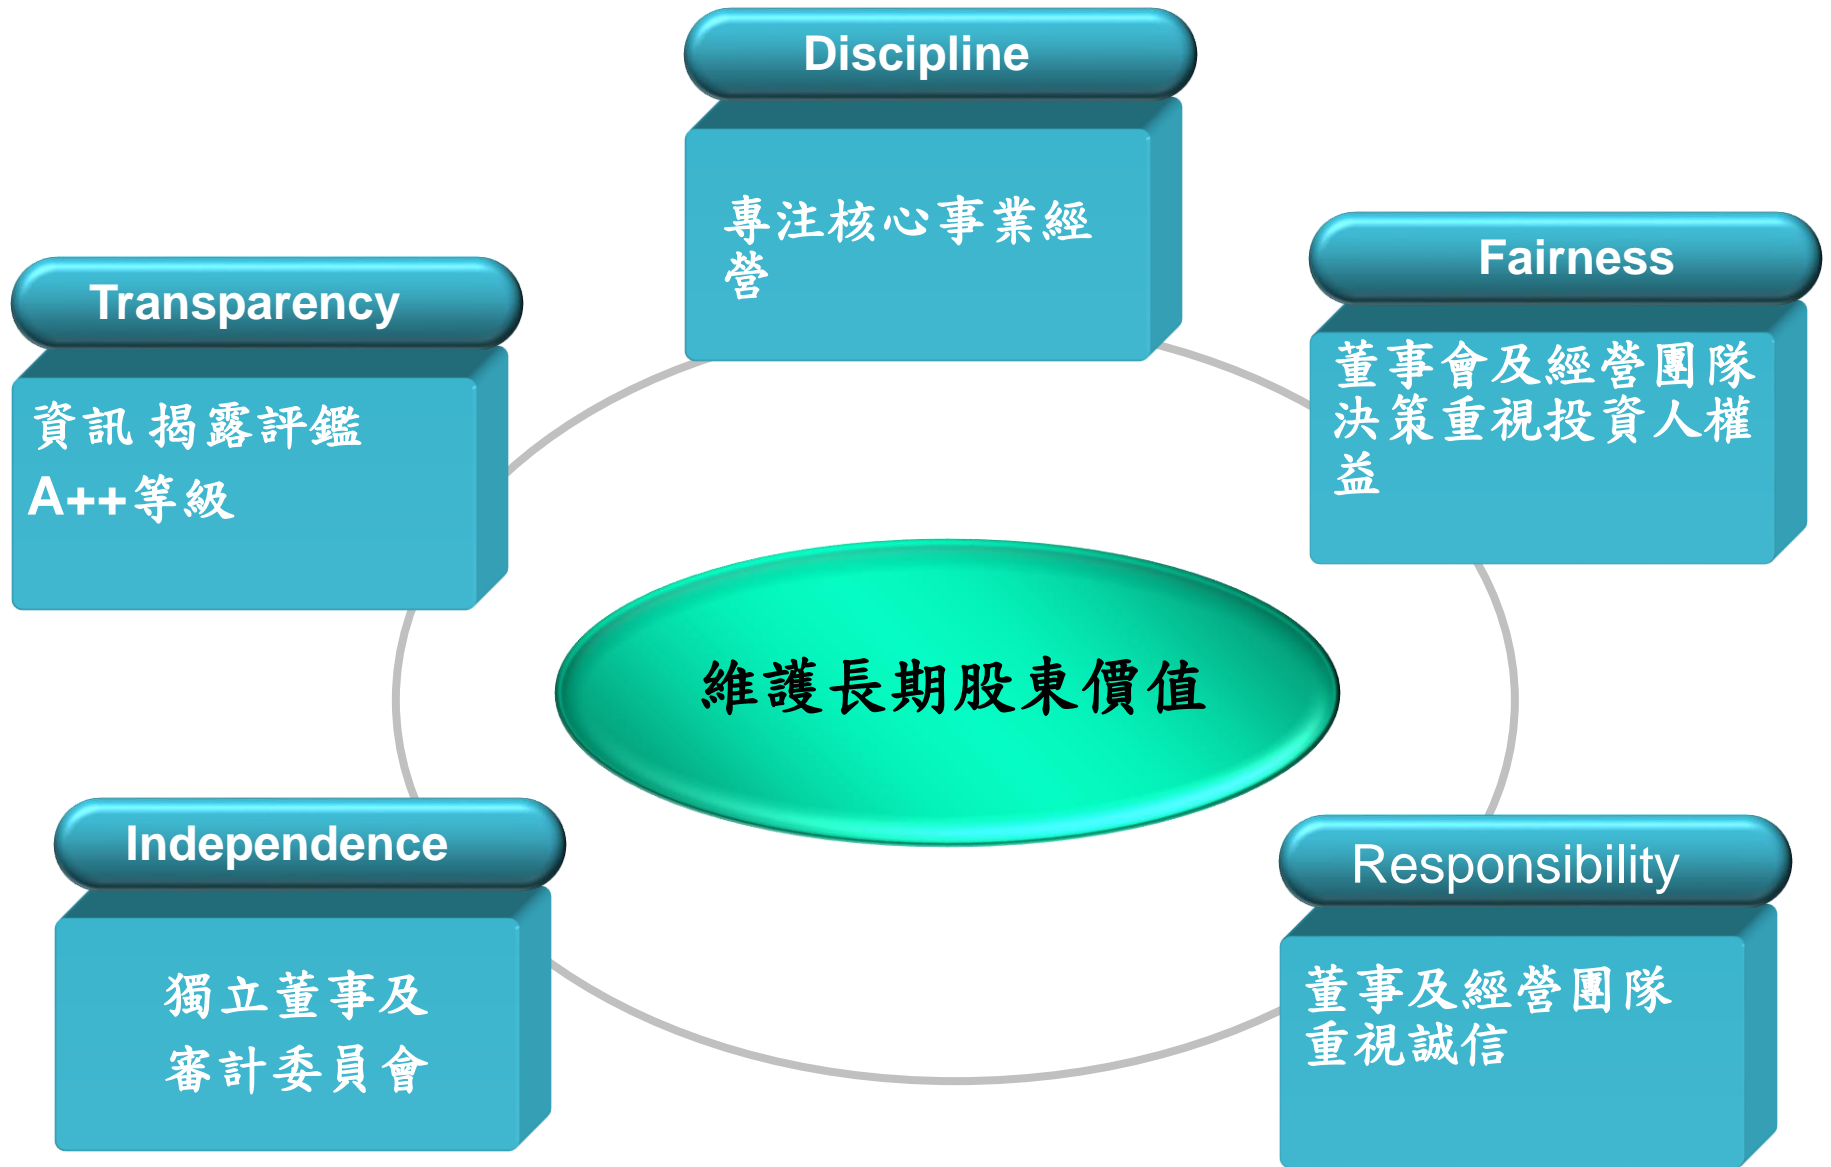 Discipline
專注核心事業經
營
Fairness
董事會及經營團隊
決策重視投資人權
益
Transparency
資訊 揭露評鑑
A++等級
維護長期股東價值
Independence
獨立董事及
審計委員會
Responsibility
董事及經營團隊
重視誠信